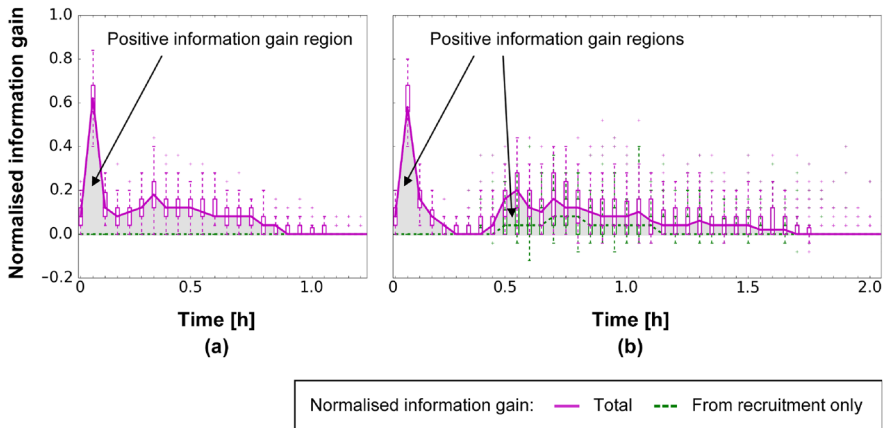 Normalised information gain
1.0
0.8
0.6
0.4
0.2
0.0
−0.2
Positive information gain region
0
0.5
1.0
Time [h]
(a)
Positive information gain regions
0
0.5
1.0
1.5
2.0
Time [h]
(b)
Normalised information gain: Total From recruitment only